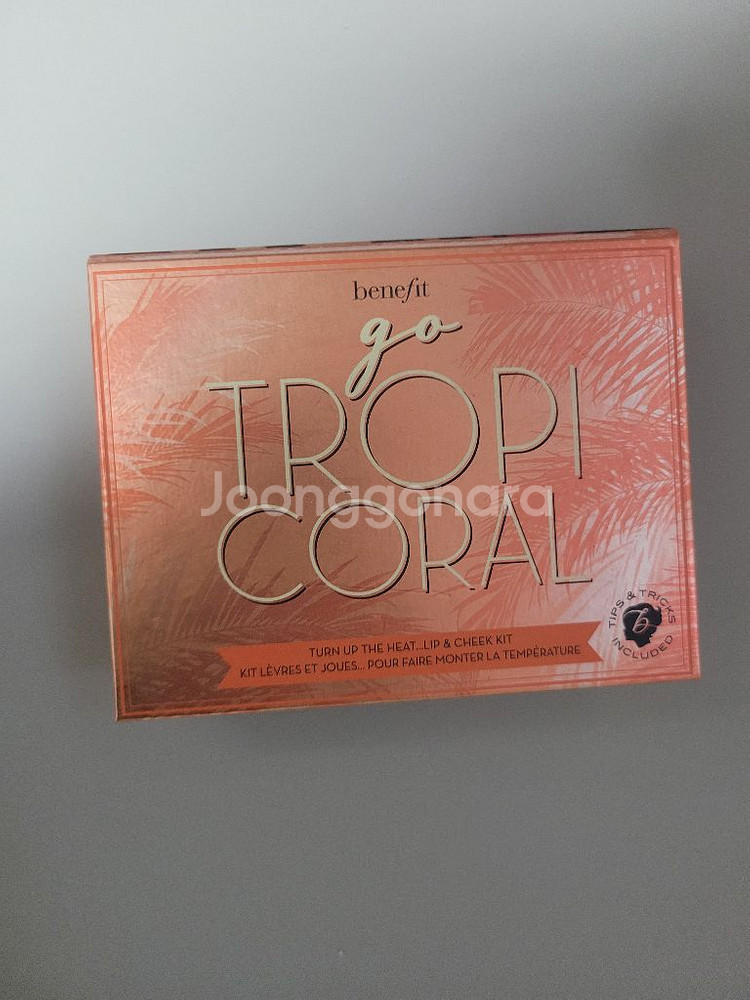 benefit
go
TROPI
CORAL
Joonggonara
TURN UP THE HEAT...LIP & CHEEK KIT
KIT LÈVRES ET JOUES... POUR FAIRE MONTER LA TEMPÉRATURE
TIPS & TRICKS
b
INCLUDED